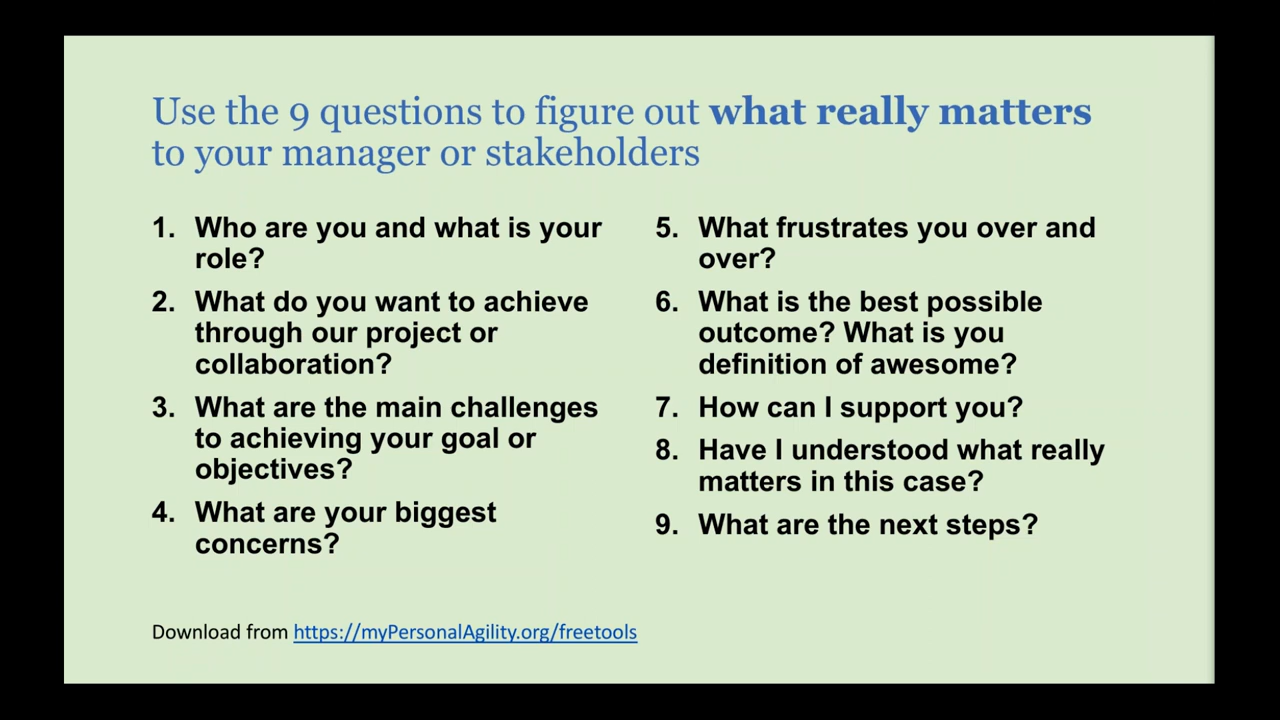 Use the 9 questions to figure out what really matters
to your manager or stakeholders
1. Who are you and what is your
role?
2. What do you want to achieve
through our project or
collaboration?
3. What are the main challenges
to achieving your goal or
objectives?
4. What are your biggest
concerns?
5. What frustrates you over and
over?
6. What is the best possible
outcome? What is you
definition of awesome?
7. How can I support you?
8. Have I understood what really
matters in this case?
9. What are the next steps?
Download from https://myPersonalAgility.org/freetools